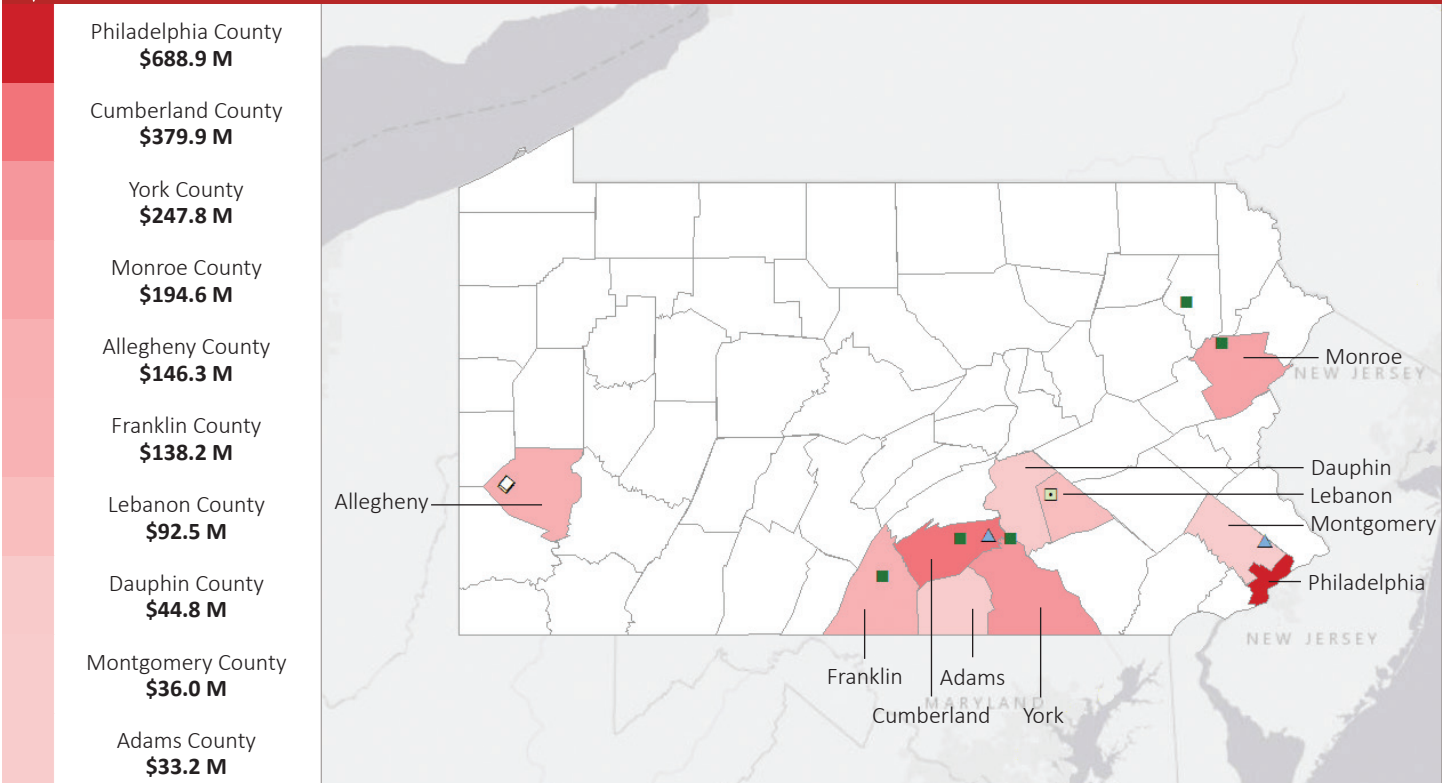 Philadelphia County
$688.9 M
Cumberland County
$379.9 M
York County
$247.8 M
Monroe County
$194.6 M
Allegheny County
$146.3 M
Franklin County
$138.2 M
Lebanon County
$92.5 M
Dauphin County
$44.8 M
Montgomery County
$36.0 M
Adams County
$33.2 M
Monroe
NEW JERSEY
Dauphin
Lebanon
Allegheny
Montgomery
Philadelphia
NEW JERSEY
Franklin
Adams
MARYLAND
Cumberland
York